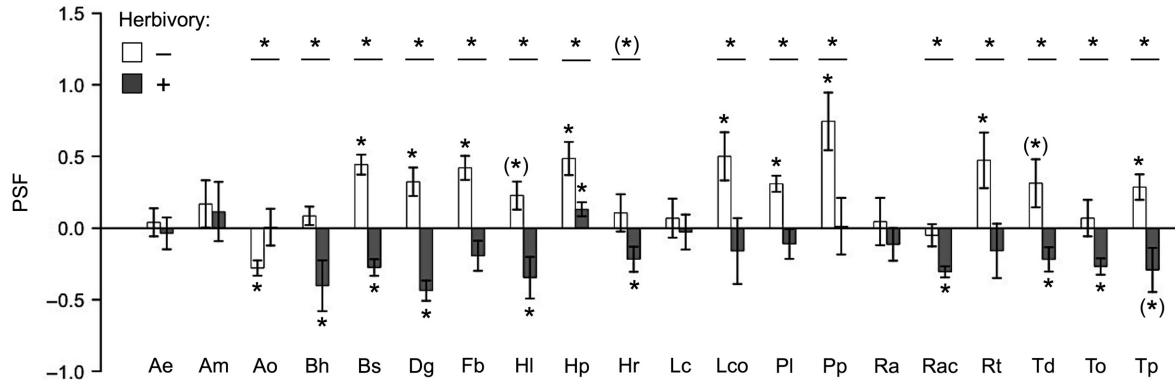 1.5
Herbivory:
* * * * * * * (*) * * * * * * * *
–
1.0
+
* * * * * (*) * * * * * (*) *
0.5
*
PSF
0.0
−0.5
* * * * * * * * * (*)
−1.0
Ae Am Ao Bh Bs Dg Fb Hl Hp Hr Lc Lco Pl Pp Ra Rac Rt Td To Tp